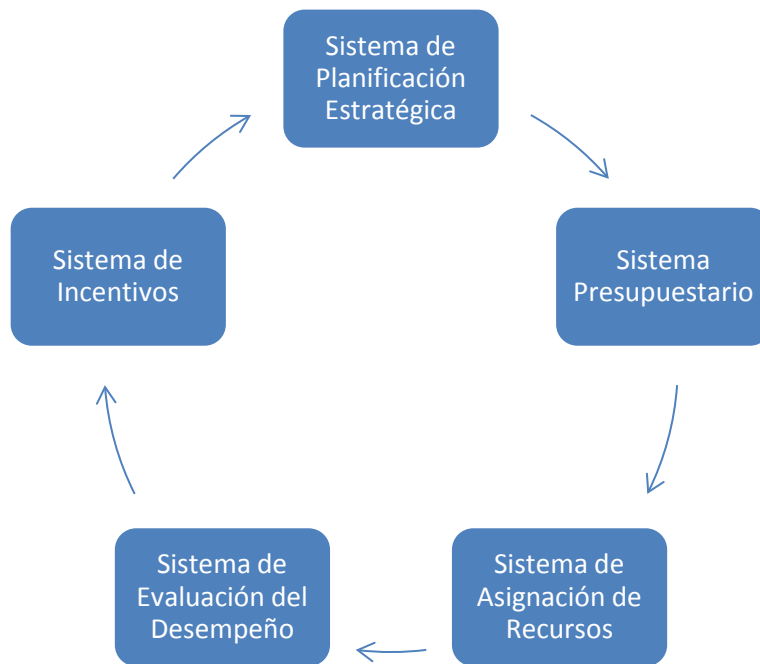 Sistema de
Planificación
Estratégica
Sistema
Presupuestario
Sistema de
Asignación de
Recursos
Sistema de
Evaluación del
Desempeño
Sistema de
Incentivos